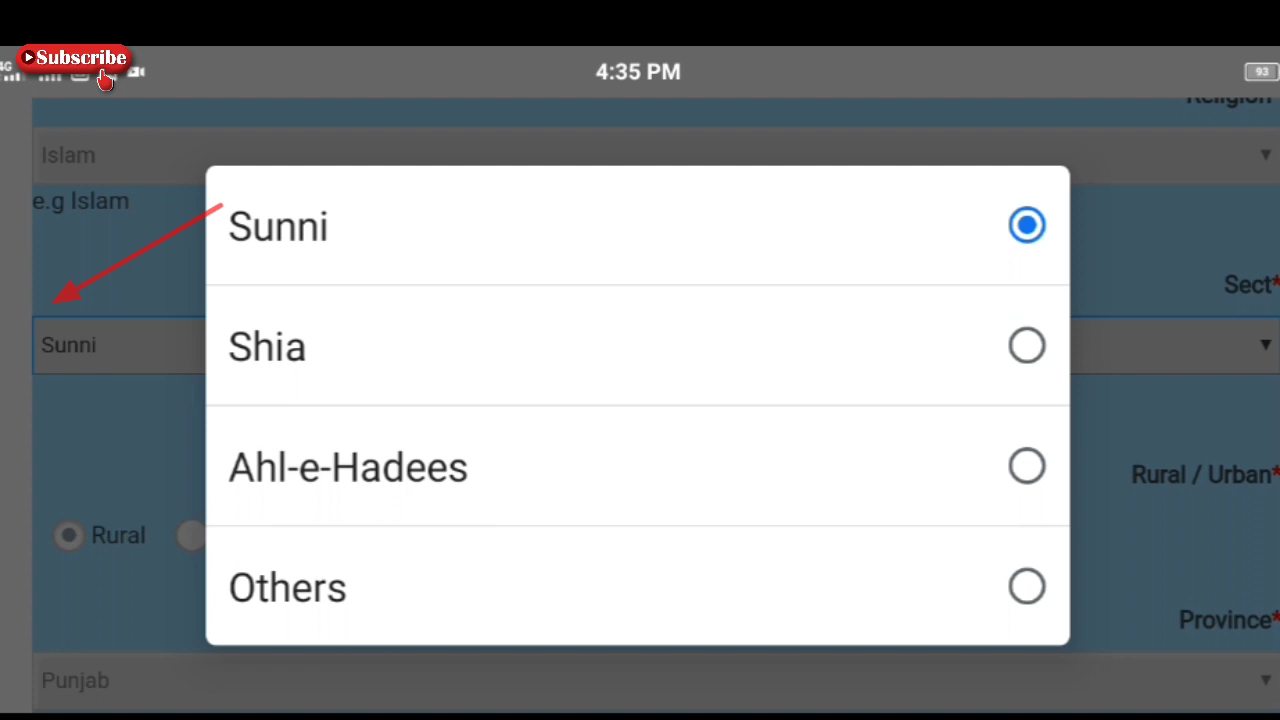 Subscribe
4G
4:35 PM
93
Religion
Islam
e.g Islam
Sect*
Sunni
Sunni
Shia
Ahl-e-Hadees
Others
Rural / Urban*
Rural
Province*
Punjab